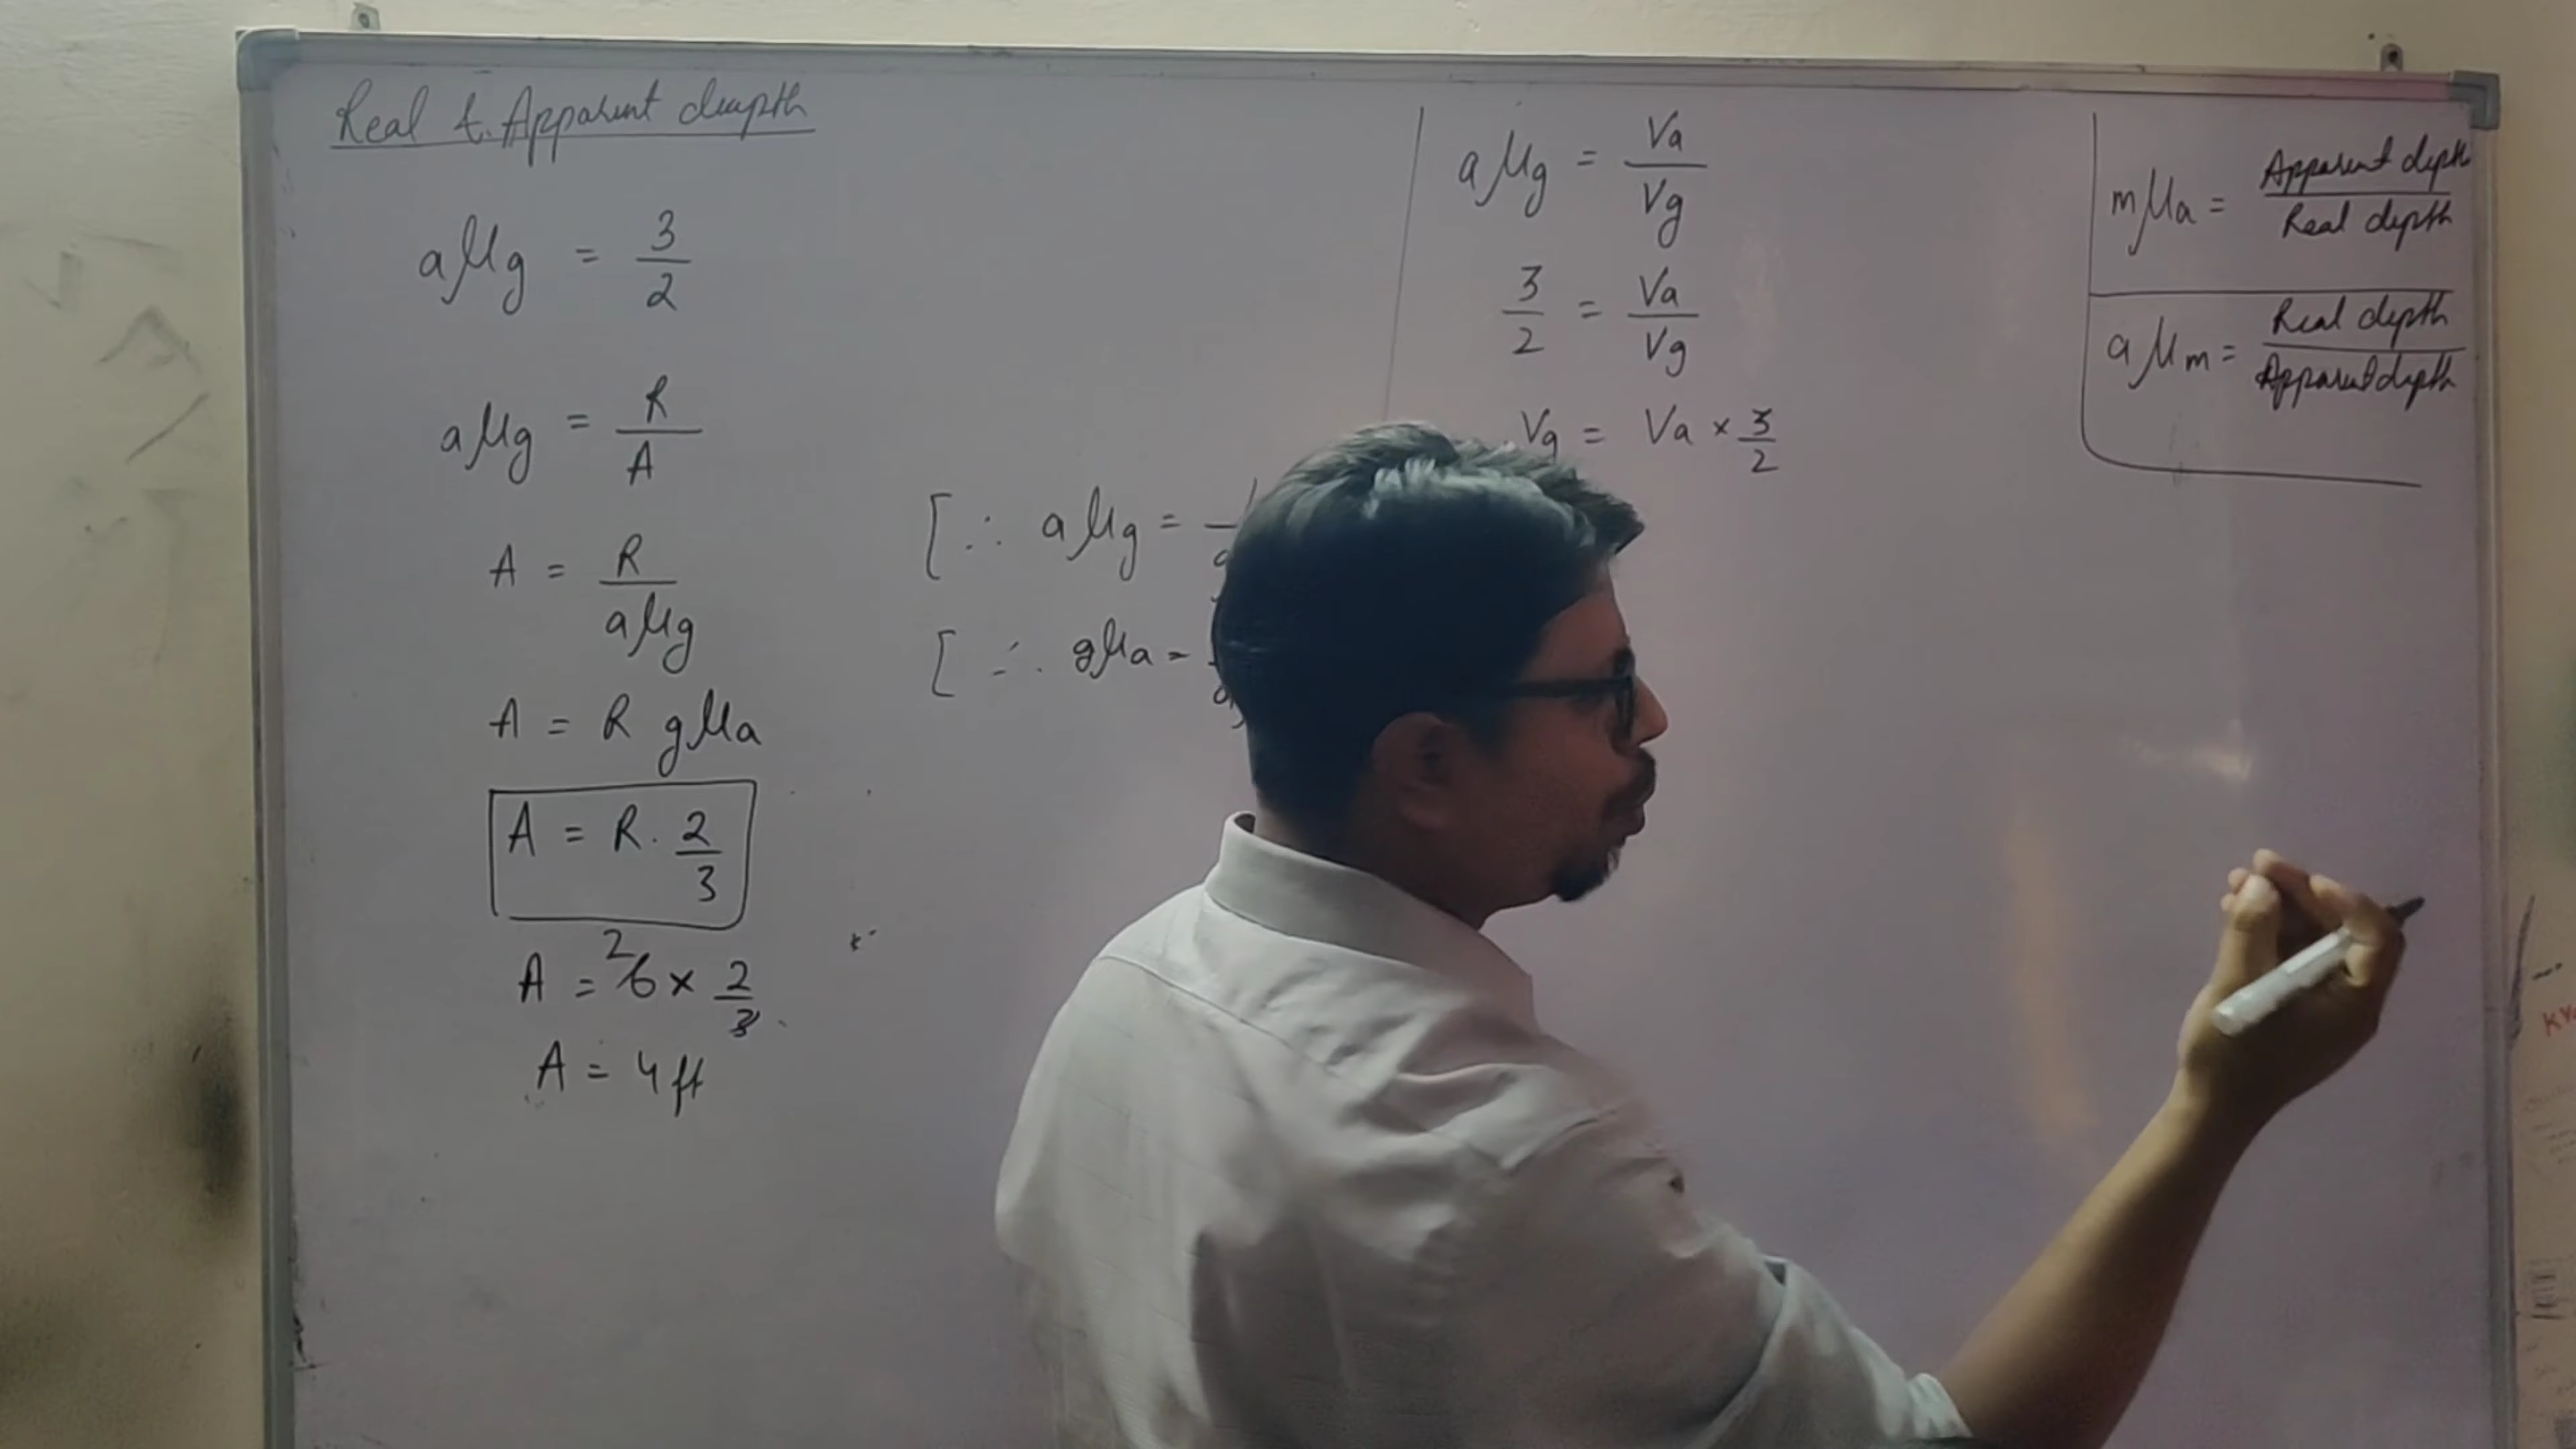 Real & Apparent deapth
aμg = 3/2
aμg = R/A
A = R/aμg
A = R gμa
A = R. 2/3
A = 2 6 × 2/3
A = 4 ft
[∴ aμg =
[∴ gμa =
aμg = Va/Vg
3/2 = Va/Vg
Vg = Va × 3/2
mμa = Apparent depth/Real depth
aμm = Real depth/Apparent depth